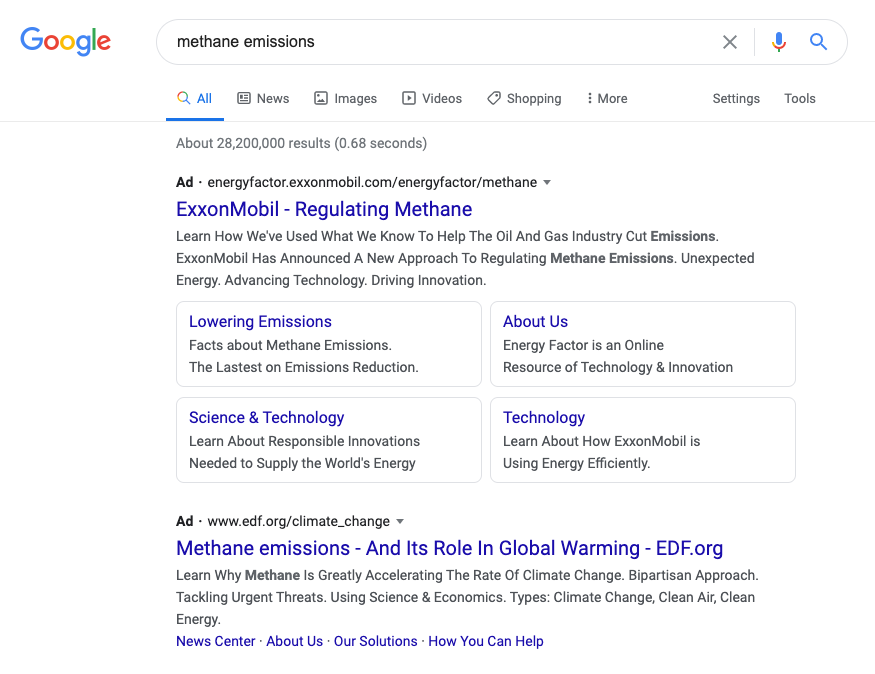 Google
methane emissions
All News Images Videos Shopping More Settings Tools
About 28,200,000 results (0.68 seconds)
Ad · energyfactor.exxonmobil.com/energyfactor/methane
ExxonMobil - Regulating Methane
Learn How We've Used What We Know To Help The Oil And Gas Industry Cut Emissions.
ExxonMobil Has Announced A New Approach To Regulating Methane Emissions. Unexpected
Energy. Advancing Technology. Driving Innovation.
Lowering Emissions
Facts about Methane Emissions.
The Lastest on Emissions Reduction.
About Us
Energy Factor is an Online
Resource of Technology & Innovation
Science & Technology
Learn About Responsible Innovations
Needed to Supply the World's Energy
Technology
Learn About How ExxonMobil is
Using Energy Efficiently.
Ad · www.edf.org/climate_change
Methane emissions - And Its Role In Global Warming - EDF.org
Learn Why Methane Is Greatly Accelerating The Rate Of Climate Change. Bipartisan Approach.
Tackling Urgent Threats. Using Science & Economics. Types: Climate Change, Clean Air, Clean
Energy.
News Center · About Us · Our Solutions · How You Can Help